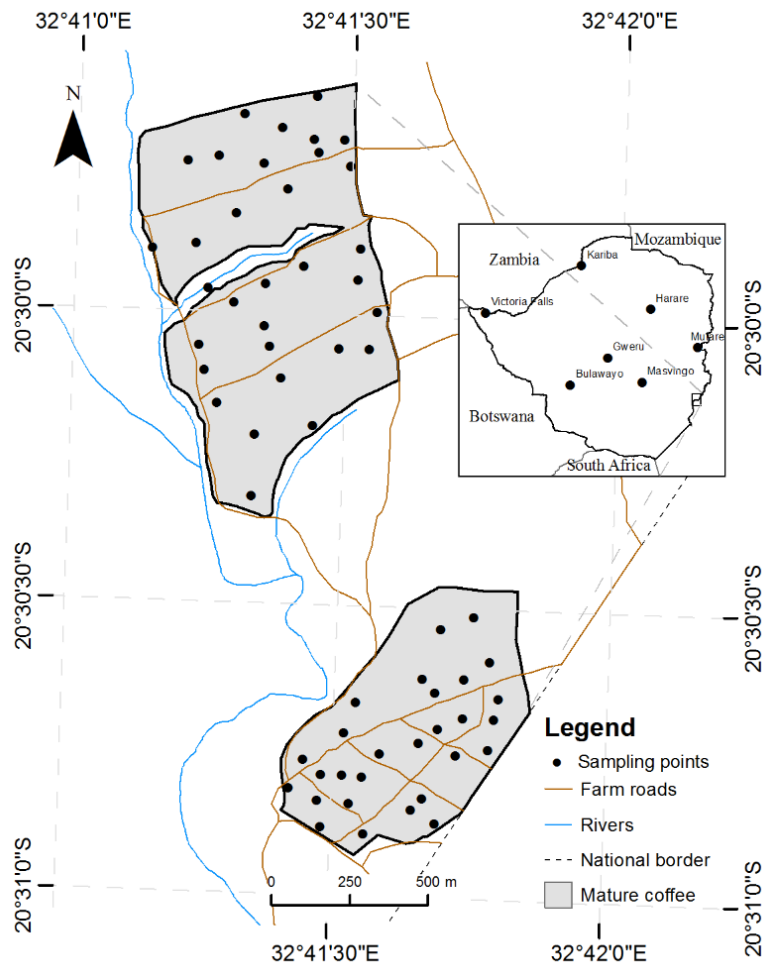 32°41'0"E
32°41'30"E
32°42'0"E
N
Mozambique
Zambia
Kariba
Victoria Falls
Harare
Mutare
Gweru
Masvingo
Bulawayo
Botswana
South Africa
20°30'0"S
20°30'0"S
20°30'30"S
20°30'30"S
Legend
Sampling points
Farm roads
Rivers
National border
Mature coffee
0 250 500 m
20°31'0"S
20°31'0"S
32°41'30"E
32°42'0"E